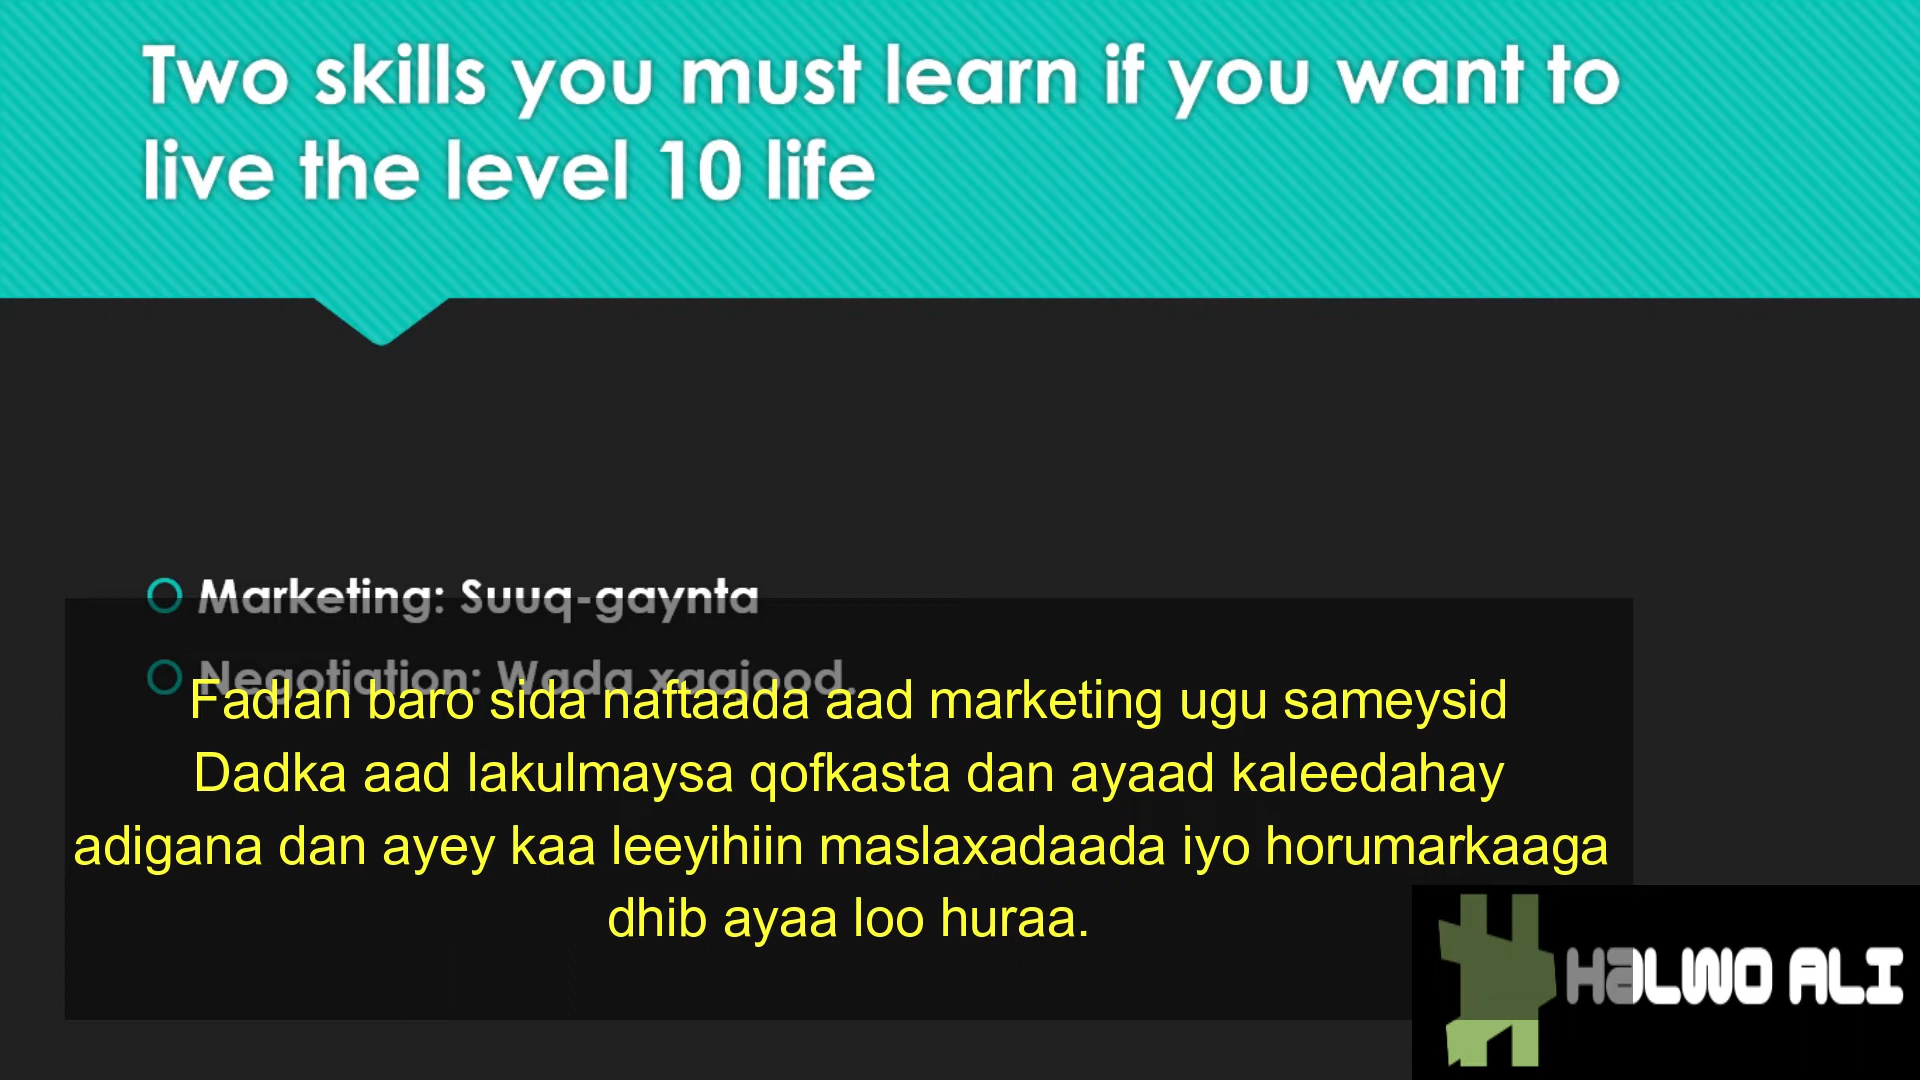 Two skills you must learn if you want to
live the level 10 life
Marketing: Suuq-gaynta
Negotiation: Wada xaajood.
Fadlan baro sida naftaada aad marketing ugu sameysid
Dadka aad lakulmaysa qofkasta dan ayaad kaleedahay
adigana dan ayey kaa leeyihiin maslaxadaada iyo horumarkaaga
dhib ayaa loo huraa.
HALWO ALI